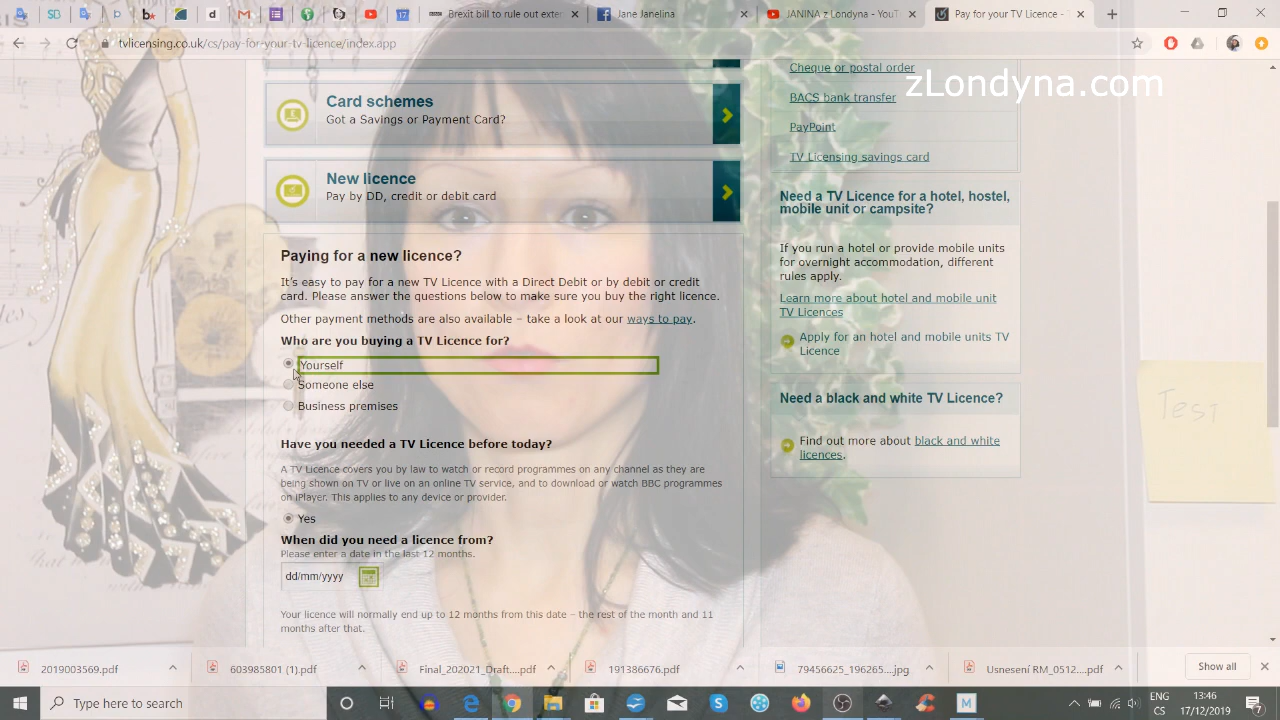 Brexit bill to rule out exter
Jane Janelina
JANINA z Londyna - YouT
Pay for your TV Licence -
tvlicensing.co.uk/cs/pay-for-your-tv-licence/index.app
zLondyna.com
Card schemes
Got a Savings or Payment Card?
New licence
Pay by DD, credit or debit card
Paying for a new licence?
It's easy to pay for a new TV Licence with a Direct Debit or by debit or credit
card. Please answer the questions below to make sure you buy the right licence.
Other payment methods are also available – take a look at our ways to pay.
Who are you buying a TV Licence for?
Yourself
Someone else
Business premises
Have you needed a TV Licence before today?
A TV Licence covers you by law to watch or record programmes on any channel as they are
being shown on TV or live on an online TV service, and to download or watch BBC programmes
on iPlayer. This applies to any device or provider.
Yes
When did you need a licence from?
Please enter a date in the last 12 months.
dd/mm/yyyy
Your licence will normally end up to 12 months from this date – the rest of the month and 11
months after that.
Cheque or postal order
BACS bank transfer
PayPoint
TV Licensing savings card
Need a TV Licence for a hotel, hostel,
mobile unit or campsite?
If you run a hotel or provide mobile units
for overnight accommodation, different
rules apply.
Learn more about hotel and mobile unit
TV Licences
Apply for an hotel and mobile units TV
Licence
Need a black and white TV Licence?
Find out more about black and white
licences.
TEST
2019003569.pdf
603985801 (1).pdf
Final_202021_Draft....pdf
191386676.pdf
79456625_196265....jpg
Usnesení RM_0512....pdf
Show all
Type here to search
ENG
CS
13:46
17/12/2019
7